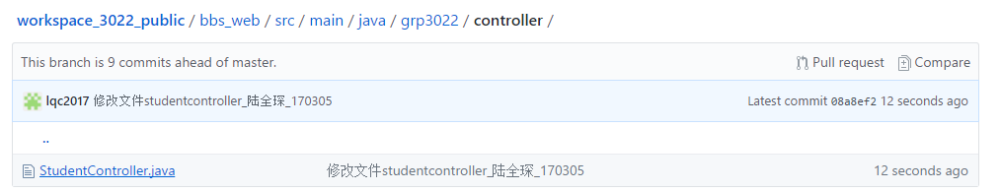 workspace_3022_public / bbs_web / src / main / java / grp3022 / controller /
This branch is 9 commits ahead of master. Pull request Compare
lqc2017 修改文件studentcontroller_陆全琛_170305 Latest commit 08a8ef2 12 seconds ago
..
StudentController.java 修改文件studentcontroller_陆全琛_170305 12 seconds ago